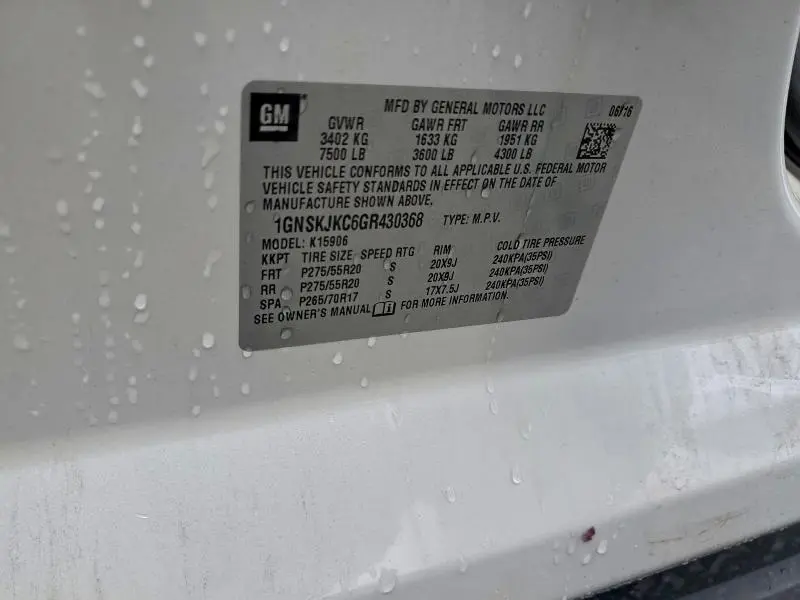 GM
MFD BY GENERAL MOTORS LLC 06/16
GVWR GAWR FRT GAWR RR
3402 KG 1633 KG 1951 KG
7500 LB 3600 LB 4300 LB
THIS VEHICLE CONFORMS TO ALL APPLICABLE U.S. FEDERAL MOTOR
VEHICLE SAFETY STANDARDS IN EFFECT ON THE DATE OF
MANUFACTURE SHOWN ABOVE.
1GNSKJKC6GR430368 TYPE: M.P.V.
MODEL: K15906
KKPT TIRE SIZE SPEED RTG RIM COLD TIRE PRESSURE
FRT P275/55R20 S 20X9J 240KPA(35PSI)
RR P275/55R20 S 20X9J 240KPA(35PSI)
SPA P265/70R17 S 17X7.5J 240KPA(35PSI)
SEE OWNER'S MANUAL FOR MORE INFORMATION.